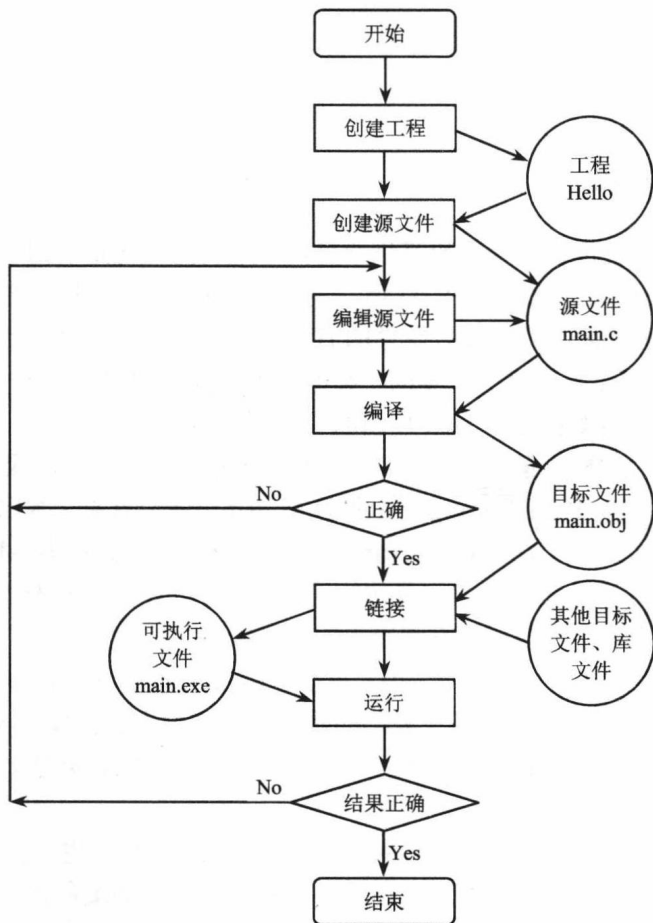 开始
创建工程
工程
Hello
创建源文件
编辑源文件
源文件
main.c
编译
No
正确
目标文件
main.obj
Yes
链接
可执行
文件
main.exe
其他目标
文件、库
文件
运行
No
结果正确
Yes
结束